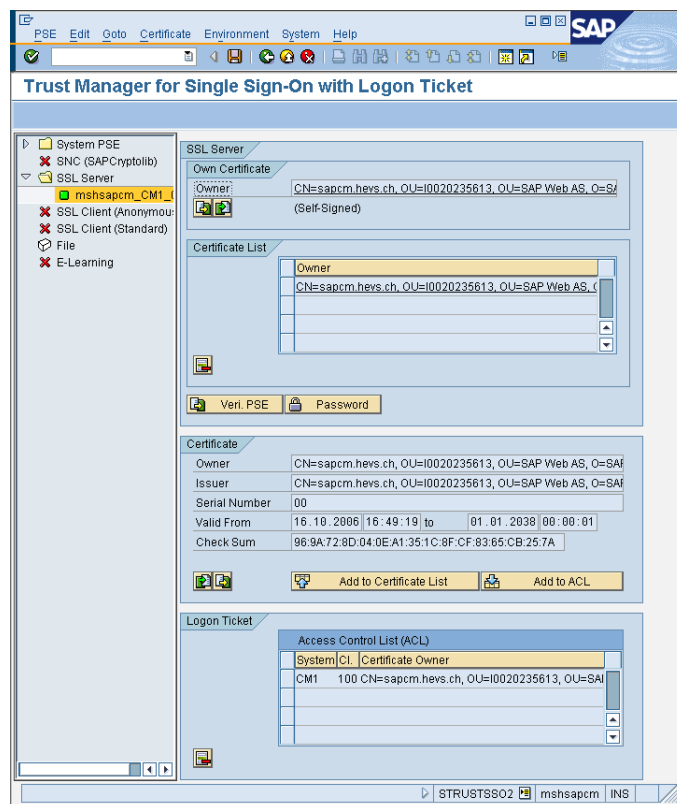 PSE Edit Goto Certificate Environment System Help
SAP
Trust Manager for Single Sign-On with Logon Ticket
System PSE
SNC (SAPCryptolib)
SSL Server
mshsapcm_CM1_
SSL Client (Anonymou
SSL Client (Standard)
File
E-Learning
SSL Server
Own Certificate
Owner CN=sapcm.hevs.ch, OU=I0020235613, OU=SAP Web AS, O=SA
(Self-Signed)
Certificate List
Owner
CN=sapcm.hevs.ch, OU=I0020235613, OU=SAP Web AS, (
Veri. PSE Password
Certificate
Owner CN=sapcm.hevs.ch, OU=I0020235613, OU=SAP Web AS, O=SAF
Issuer CN=sapcm.hevs.ch, OU=I0020235613, OU=SAP Web AS, O=SAF
Serial Number 00
Valid From 16.10.2006 16:49:19 to 01.01.2038 00:00:01
Check Sum 96:9A:72:8D:04:0E:A1:35:1C:8F:CF:83:65:CB:25:7A
Add to Certificate List Add to ACL
Logon Ticket
Access Control List (ACL)
System Cl. Certificate Owner
CM1 100 CN=sapcm.hevs.ch, OU=I0020235613, OU=SA
STRUSTSSO2 mshsapcm INS